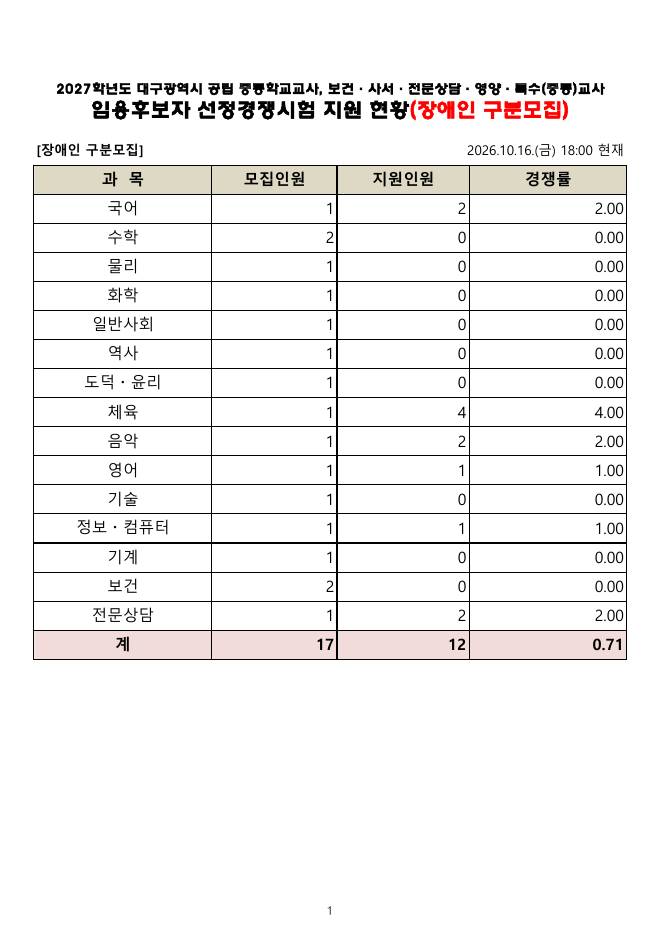 2027학년도 대구광역시 공립 중등학교교사, 보건·사서·전문상담·영양·특수(중등)교사
임용후보자 선정경쟁시험 지원 현황(장애인 구분모집)
[장애인 구분모집] 2026.10.16.(금) 18:00 현재
과 목 모집인원 지원인원 경쟁률
국어 1 2 2.00
수학 2 0 0.00
물리 1 0 0.00
화학 1 0 0.00
일반사회 1 0 0.00
역사 1 0 0.00
도덕·윤리 1 0 0.00
체육 1 4 4.00
음악 1 2 2.00
영어 1 1 1.00
기술 1 0 0.00
정보·컴퓨터 1 1 1.00
기계 1 0 0.00
보건 2 0 0.00
전문상담 1 2 2.00
계 17 12 0.71
1